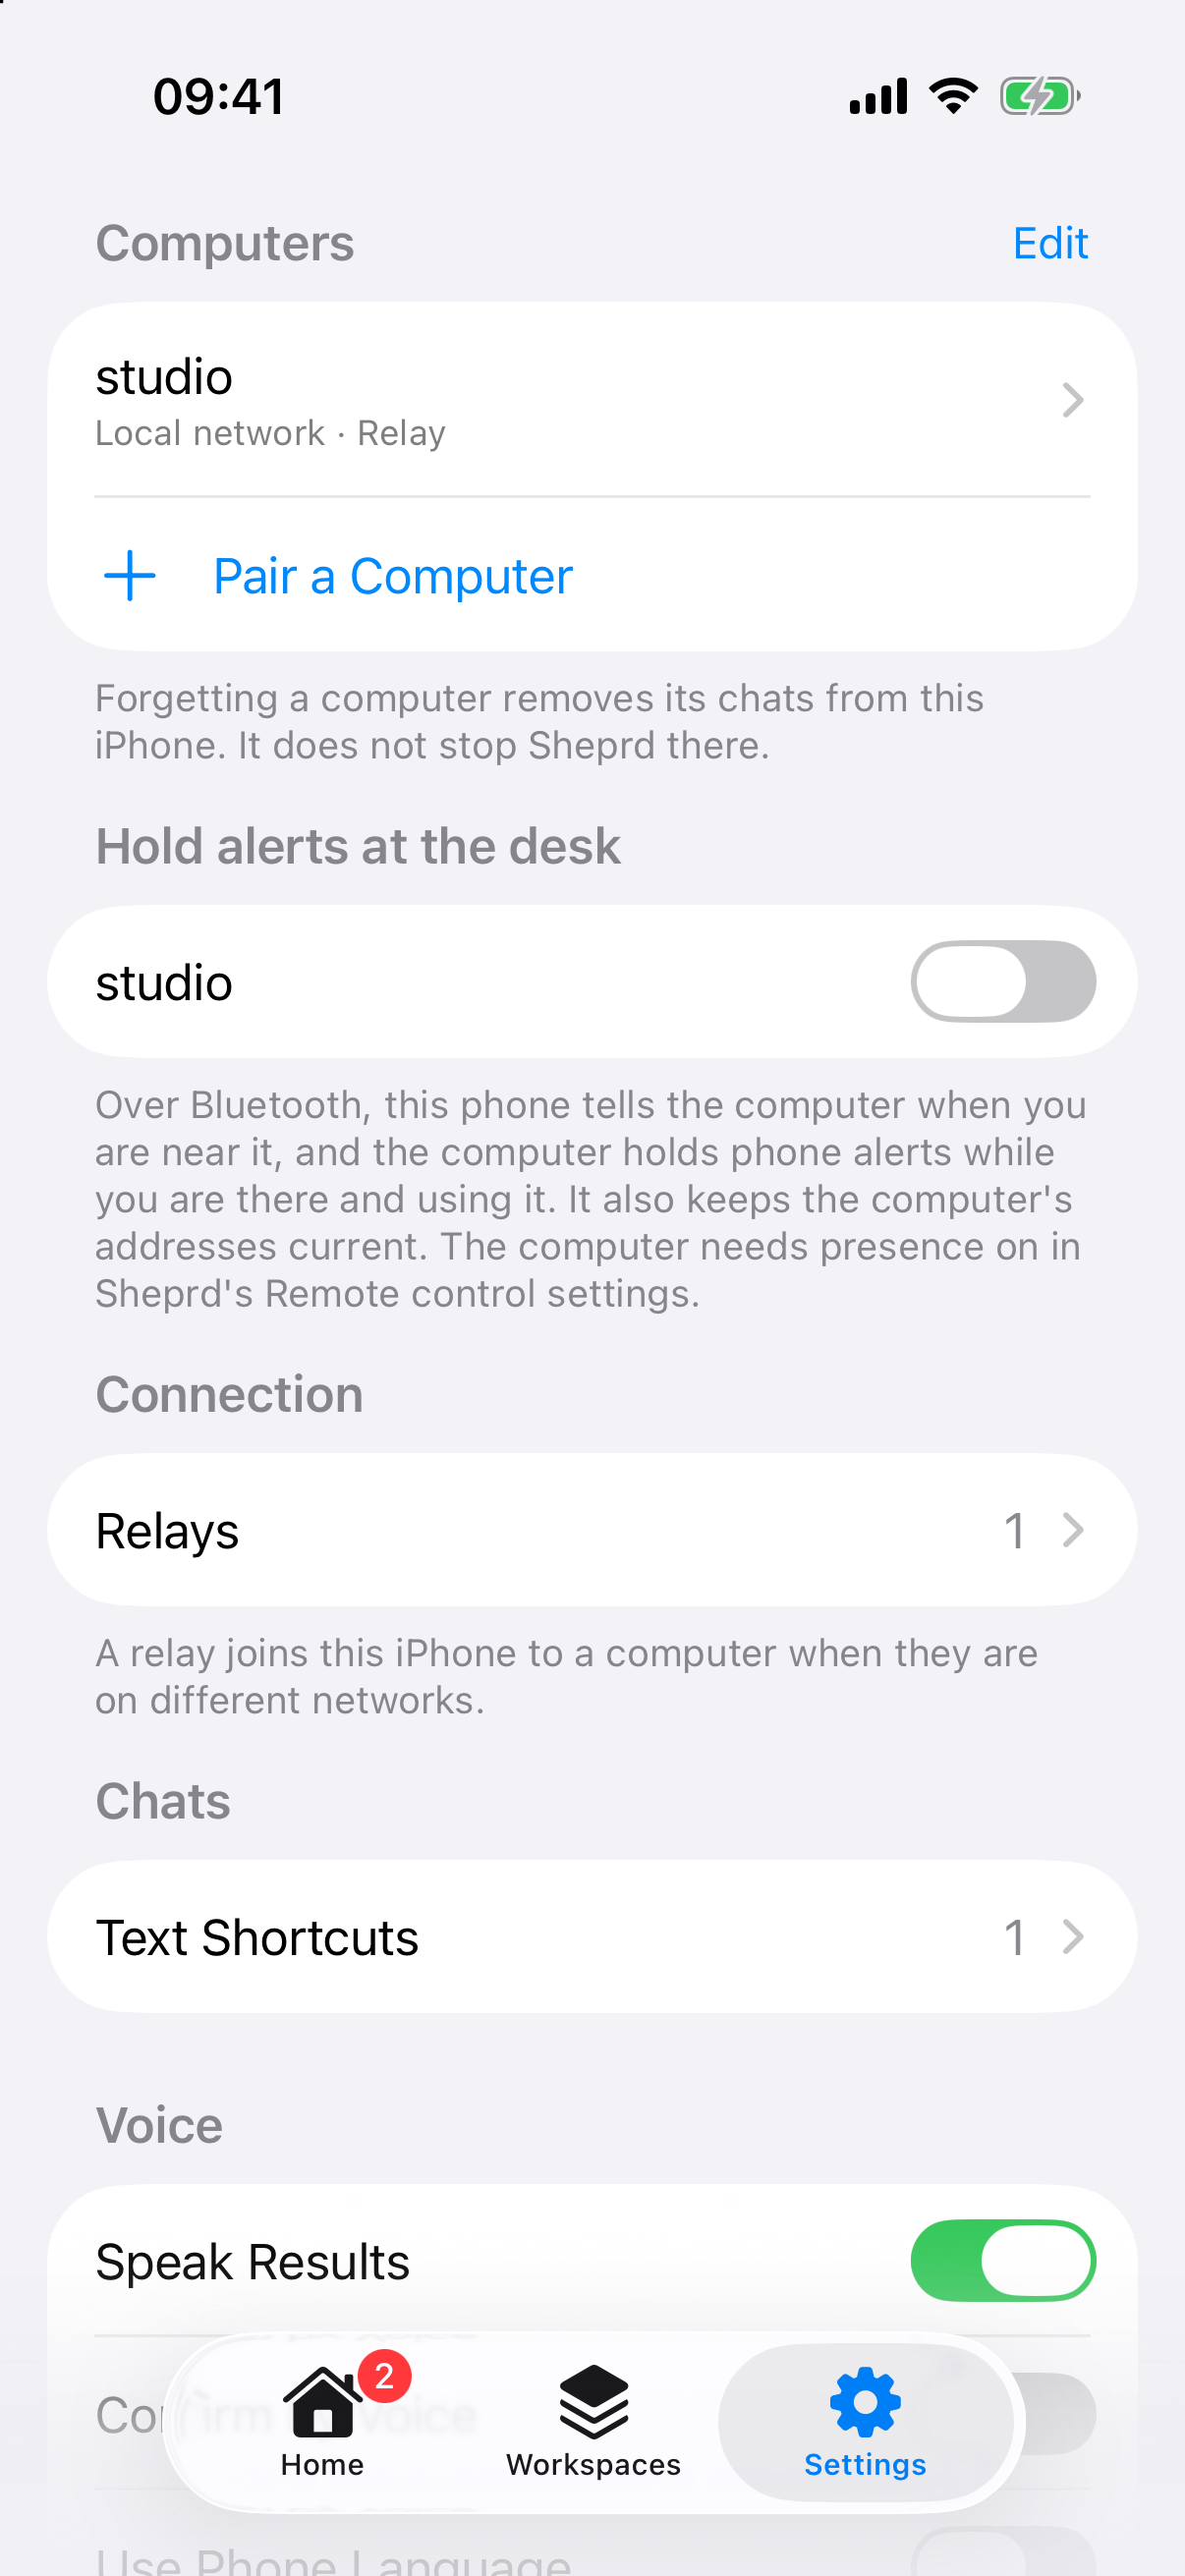 09:41
Computers
Edit
studio
Local network · Relay
Pair a Computer
Forgetting a computer removes its chats from this
iPhone. It does not stop Sheprd there.
Hold alerts at the desk
studio
Over Bluetooth, this phone tells the computer when you
are near it, and the computer holds phone alerts while
you are there and using it. It also keeps the computer's
addresses current. The computer needs presence on in
Sheprd's Remote control settings.
Connection
Relays
1
A relay joins this iPhone to a computer when they are
on different networks.
Chats
Text Shortcuts
1
Voice
Speak Results
2
Home
Workspaces
Settings
Use Phone Language